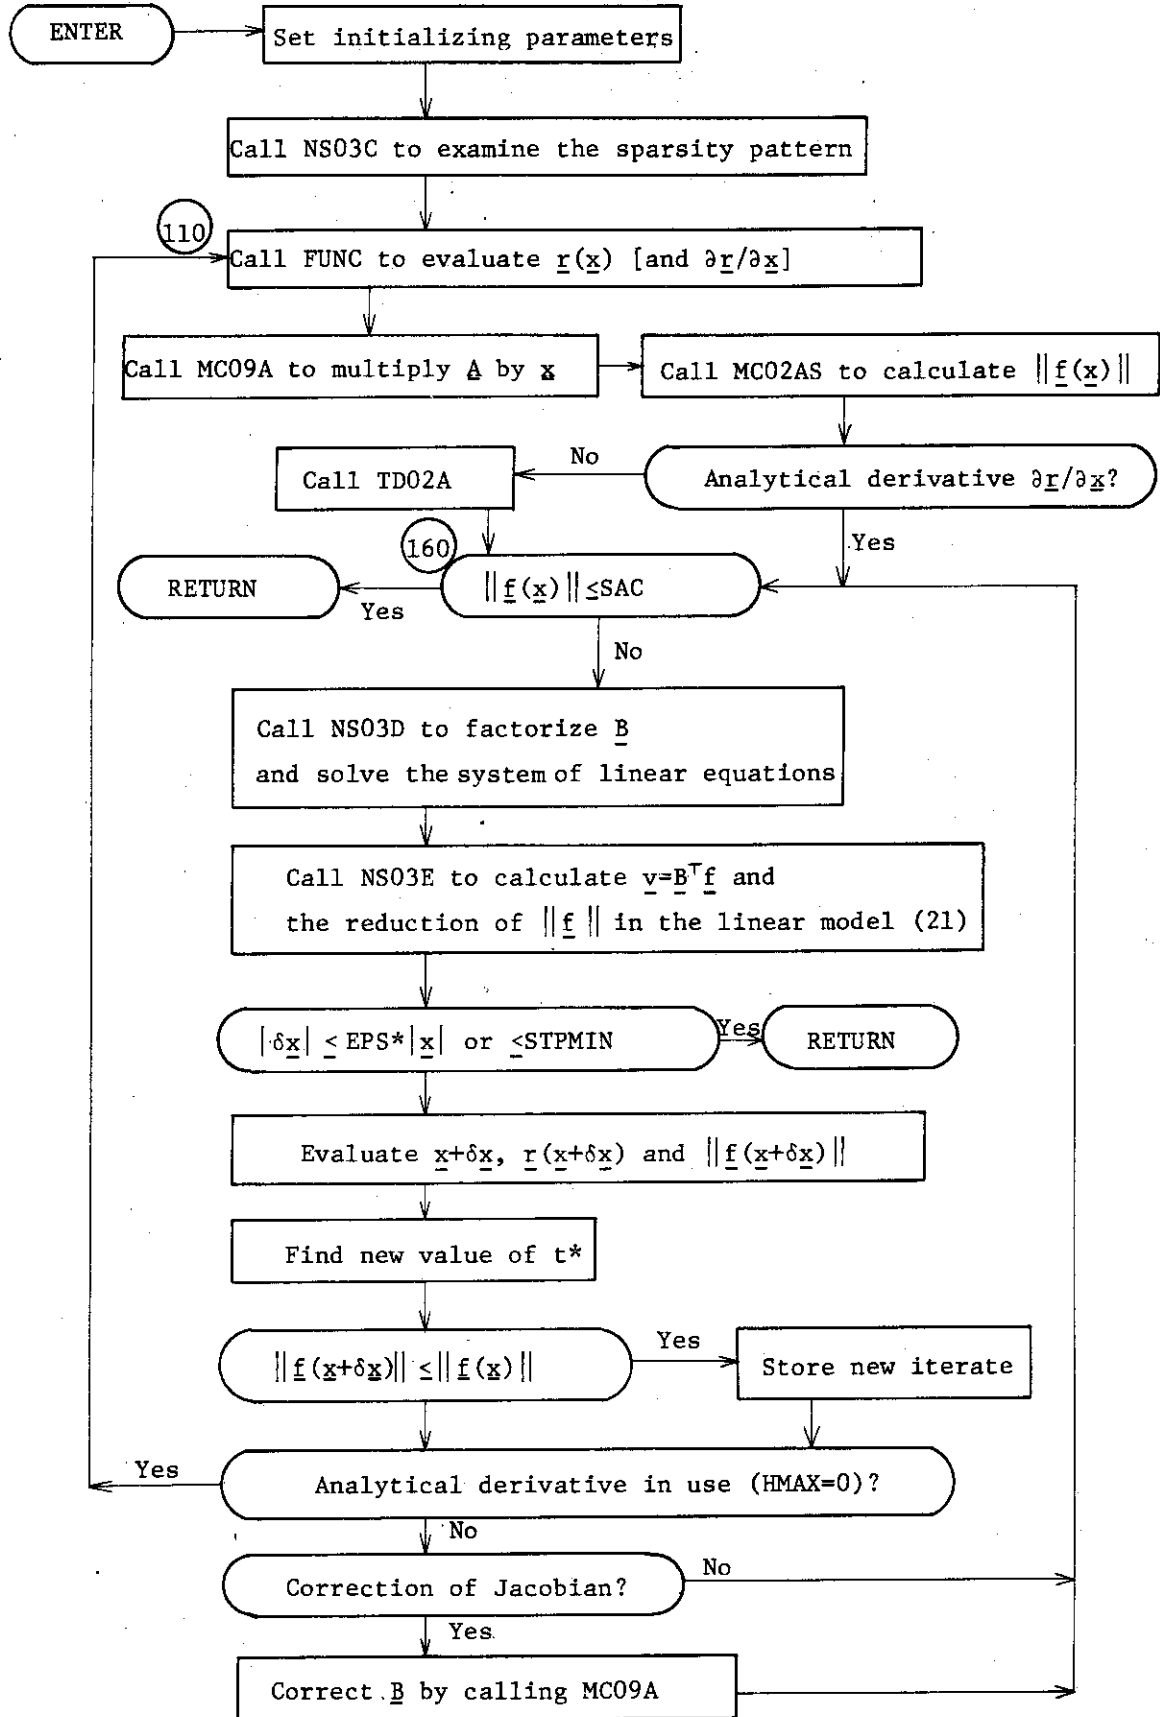 ENTER
Set initializing parameters
Call NS03C to examine the sparsity pattern
110
Call FUNC to evaluate r(x) [and ∂r/∂x]
Call MC09A to multiply A by x
Call MC02AS to calculate ||f(x)||
Call TD02A
No
Analytical derivative ∂r/∂x?
Yes
160
RETURN
Yes
||f(x)|| ≤SAC
No
Call NS03D to factorize B
and solve the system of linear equations
Call NS03E to calculate v=Bᵀf and
the reduction of ||f|| in the linear model (21)
|δx| ≤ EPS*|x| or ≤STPMIN
Yes
RETURN
Evaluate x+δx, r(x+δx) and ||f(x+δx)||
Find new value of t*
||f(x+δx)|| ≤||f(x)||
Yes
Store new iterate
Yes
Analytical derivative in use (HMAX=0)?
No
Correction of Jacobian?
No
Yes
Correct B by calling MC09A